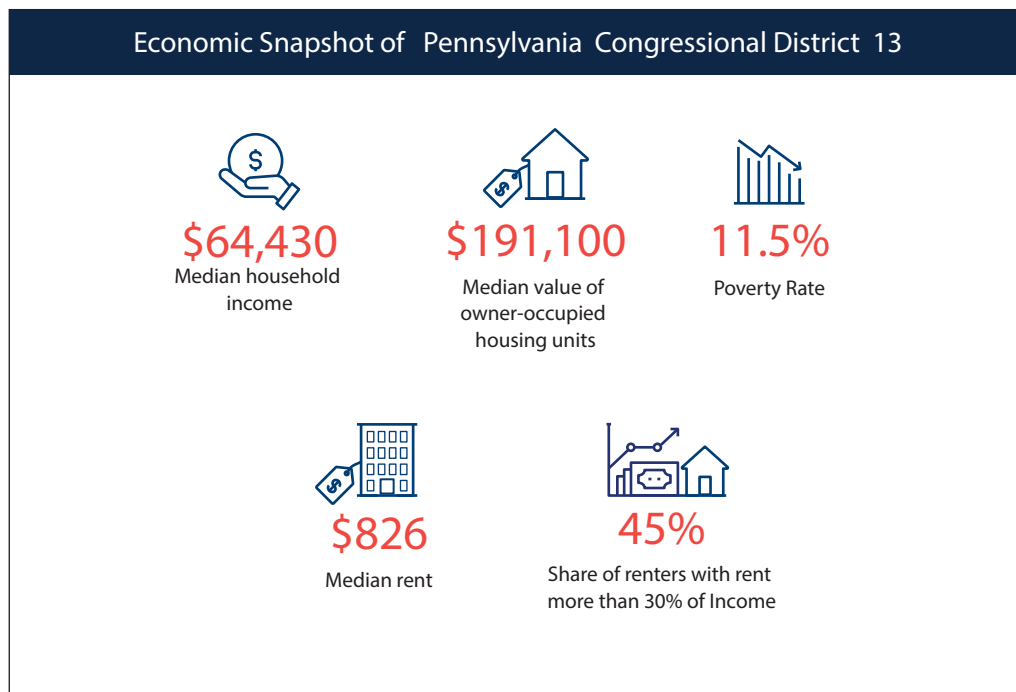 Economic Snapshot of Pennsylvania Congressional District 13
$
$
$64,430
Median household
income
$191,100
Median value of
owner-occupied
housing units
11.5%
Poverty Rate
$
$826
Median rent
45%
Share of renters with rent
more than 30% of Income